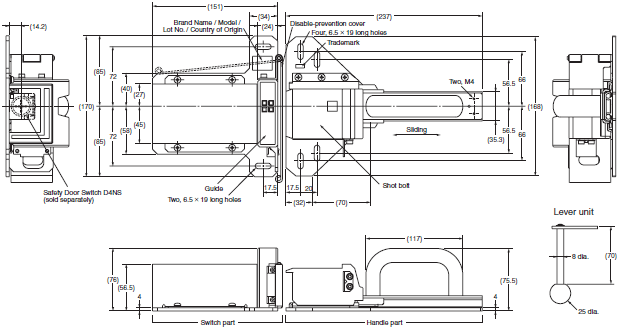 (151)
(34)
(24)
(14.2)
Brand Name / Model /
Lot No. / Country of Origin
Disable-prevention cover
(237)
Four, 6.5 × 19 long holes
Trademark
Two, M4
(170)
(85)
(85)
72
72
(40)
(27)
(58)
(45)
56.5
66
56.5
66
(168)
(35.3)
Sliding
Safety Door Switch D4NS
(sold separately)
Guide
Two, 6.5 × 19 long holes
17.5
17.5
20
(32)
(70)
Shot bolt
Lever unit
8 dia.
(70)
25 dia.
(117)
(76)
(56.5)
4
(75.5)
4
Switch part
Handle part